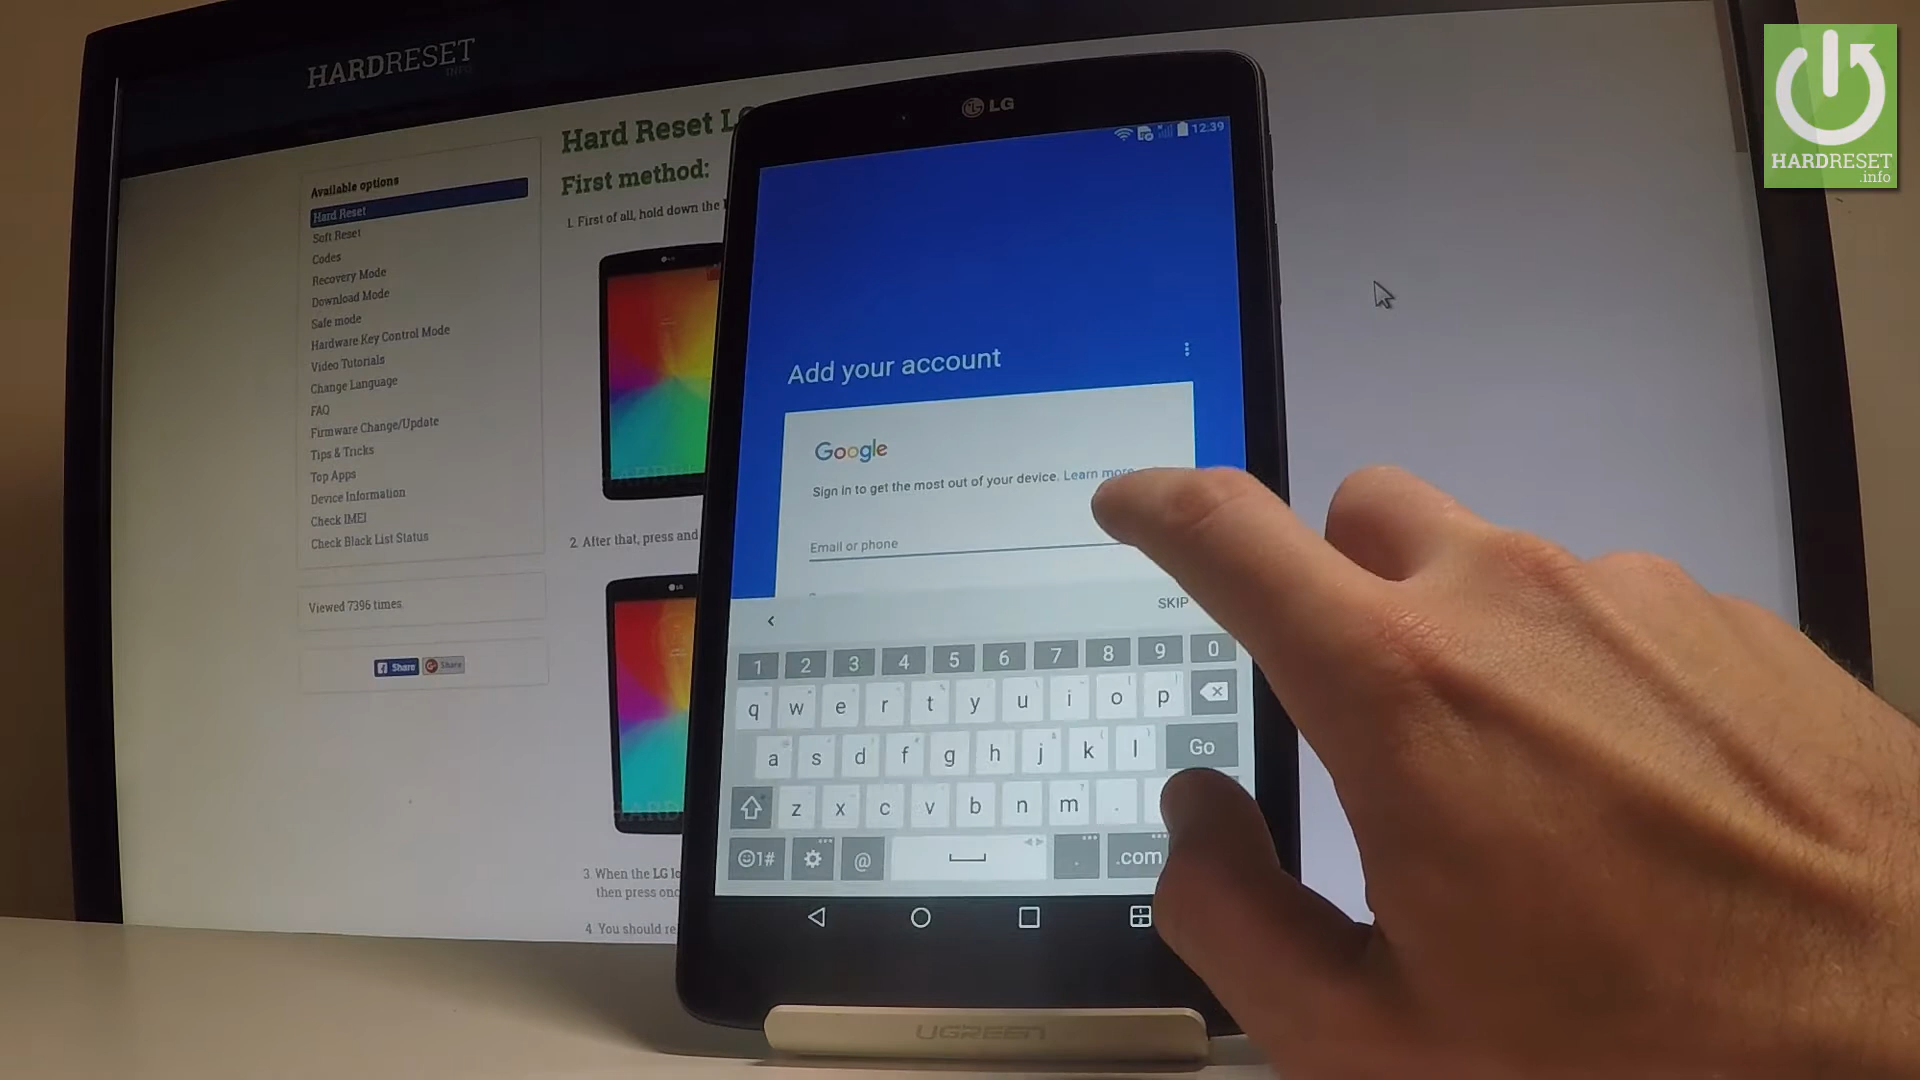 HARDRESET
.INFO
Available options
Hard Reset
Soft Reset
Codes
Recovery Mode
Download Mode
Safe mode
Hardware Key Control Mode
Video Tutorials
Change Language
FAQ
Firmware Change/Update
Tips & Tricks
Top Apps
Device Information
Check IMEI
Check Black List Status
Viewed 7396 times.
Share
Share
Hard Reset
First method:
1. First of all, hold down the
2. After that, press and
3. When the LG
then press
4. You should
LG
LG
LG
12:39
Add your account
Google
Sign in to get the most out of your device. Learn more
Email or phone
SKIP
1 2 3 4 5 6 7 8 9 0
q w e r t y u i o p
a s d f g h j k l Go
z x c v b n m .
1# @ . .com
UGREEN
HARDRESET
.info